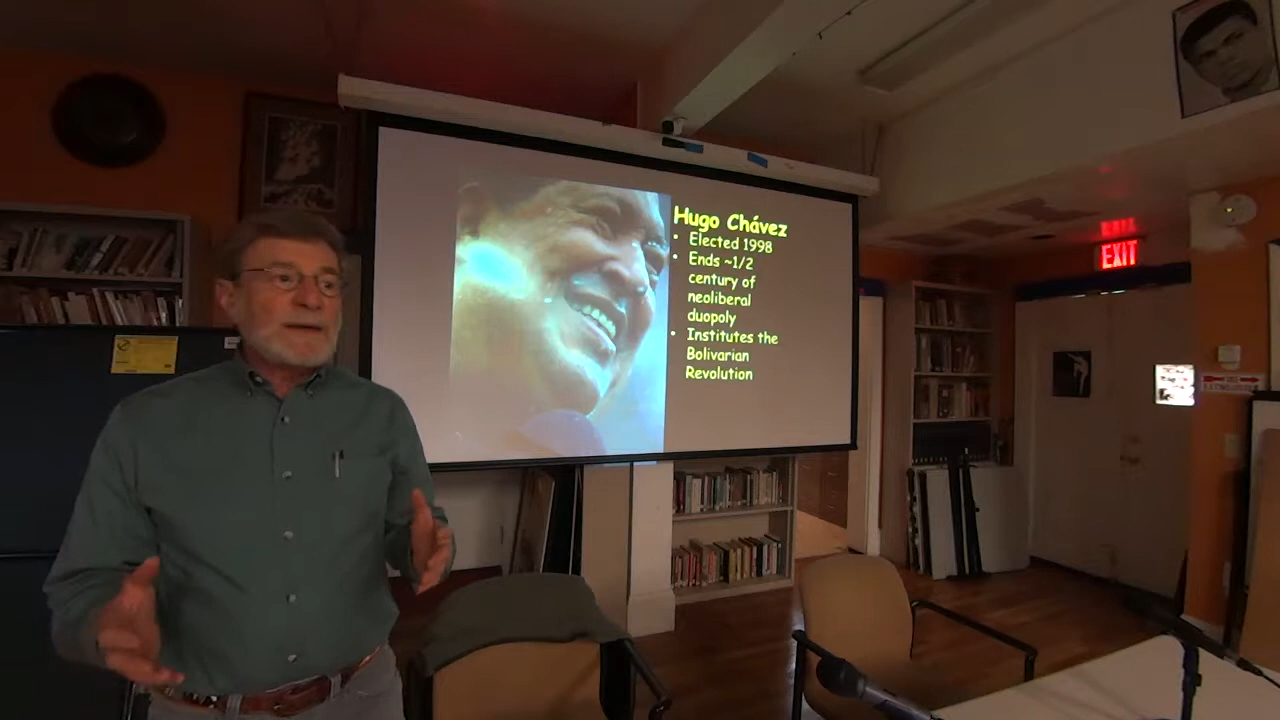 Hugo Chávez
• Elected 1998
• Ends ~1/2
century of
neoliberal
duopoly
• Institutes the
Bolivarian
Revolution
EXIT